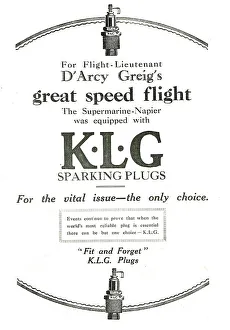 For Flight-Lieutenant
D'Arcy Greig's
great speed flight
The Supermarine-Napier
was equipped with
K·L·G
SPARKING PLUGS
For the vital issue—the only choice.
Events continue to prove that when the
world's most reliable plug is essential
there can be but one choice—K.L.G.
"Fit and Forget"
K.L.G. Plugs